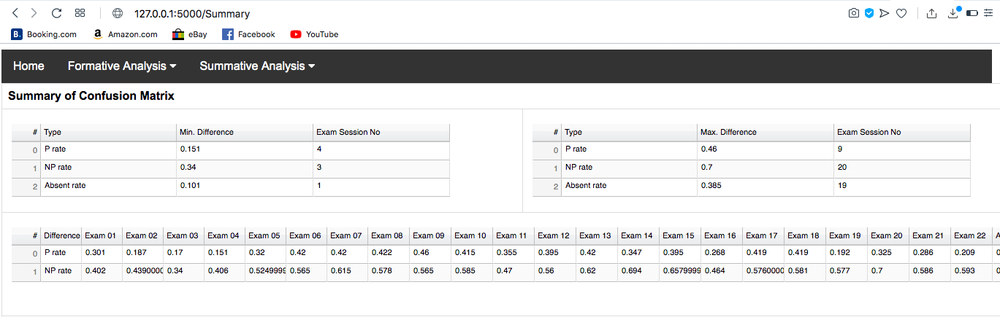 127.0.0.1:5000/Summary
B. Booking.com a Amazon.com eBay f Facebook YouTube
Home Formative Analysis Summative Analysis
Summary of Confusion Matrix
# Type Min. Difference Exam Session No
0 P rate 0.151 4
1 NP rate 0.34 3
2 Absent rate 0.101 1
# Type Max. Difference Exam Session No
0 P rate 0.46 9
1 NP rate 0.7 20
2 Absent rate 0.385 19
# Difference Exam 01 Exam 02 Exam 03 Exam 04 Exam 05 Exam 06 Exam 07 Exam 08 Exam 09 Exam 10 Exam 11 Exam 12 Exam 13 Exam 14 Exam 15 Exam 16 Exam 17 Exam 18 Exam 19 Exam 20 Exam 21 Exam 22
0 P rate 0.301 0.187 0.17 0.151 0.32 0.42 0.42 0.422 0.46 0.415 0.355 0.395 0.42 0.347 0.395 0.268 0.419 0.419 0.192 0.325 0.286 0.209
1 NP rate 0.402 0.4390000 0.34 0.406 0.5249999 0.565 0.615 0.578 0.565 0.585 0.47 0.56 0.62 0.694 0.6579999 0.464 0.5760000 0.581 0.577 0.7 0.586 0.593